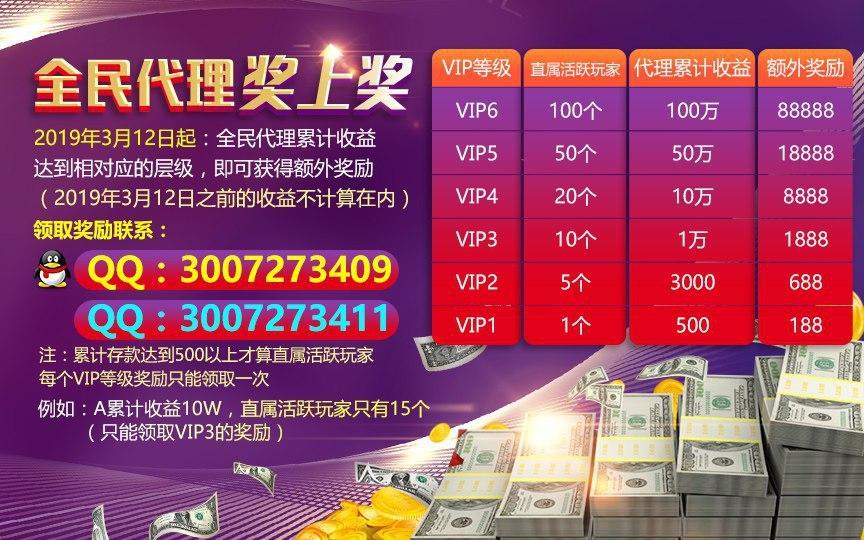 全民代理奖上奖
2019年3月12日起：全民代理累计收益
达到相对应的层级，即可获得额外奖励
（2019年3月12日之前的收益不计算在内）
领取奖励联系：
QQ：3007273409
QQ：3007273411
注：累计存款达到500以上才算直属活跃玩家
每个VIP等级奖励只能领取一次
例如：A累计收益10W，直属活跃玩家只有15个
（只能领取VIP3的奖励）
VIP等级 直属活跃玩家 代理累计收益 额外奖励
VIP6 100个 100万 88888
VIP5 50个 50万 18888
VIP4 20个 10万 8888
VIP3 10个 1万 1888
VIP2 5个 3000 688
VIP1 1个 500 188